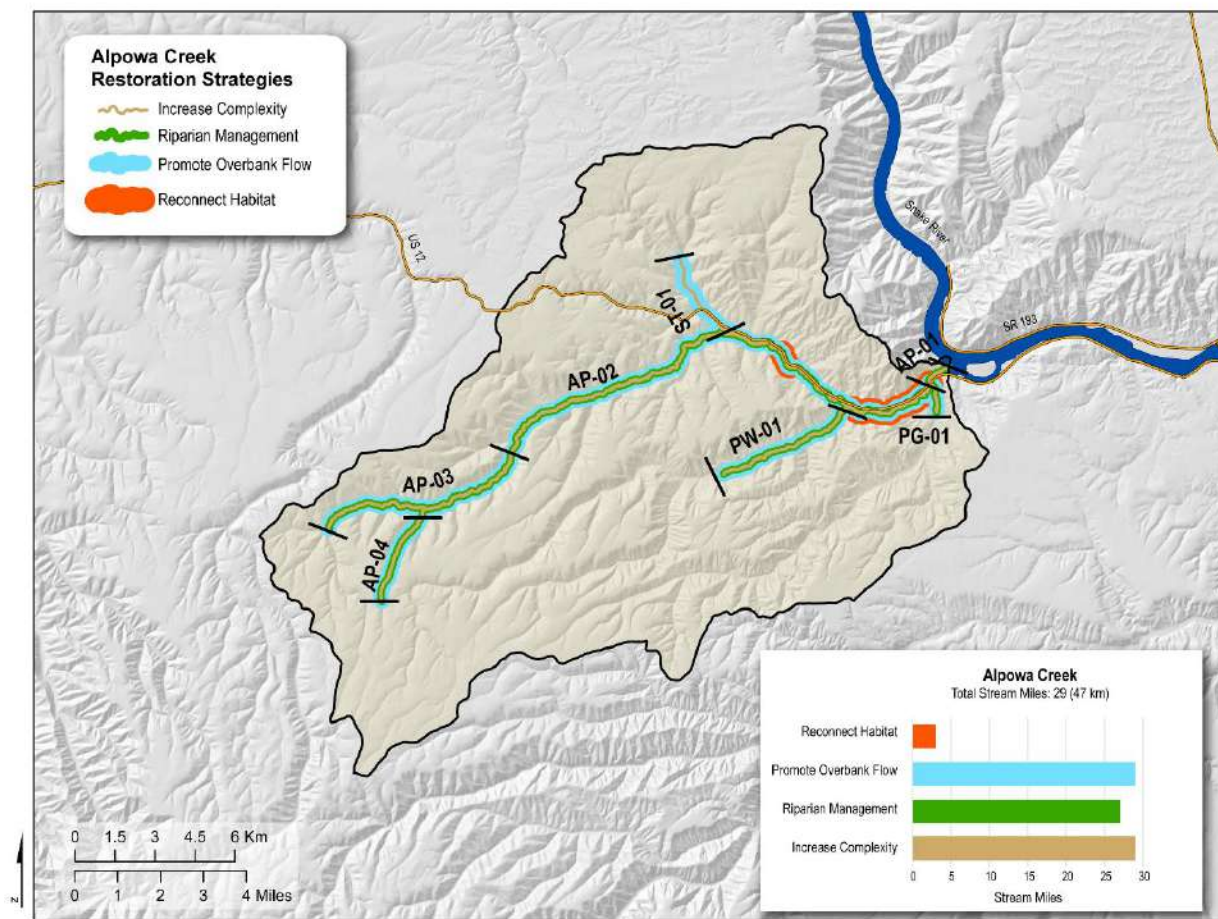 Alpowa Creek
Restoration Strategies
Increase Complexity
Riparian Management
Promote Overbank Flow
Reconnect Habitat
US 12
Snake River
SR 193
ST-01
AP-01
AP-02
PG-01
PW-01
AP-03
AP-04
Alpowa Creek
Total Stream Miles: 29 (47 km)
Reconnect Habitat
Promote Overbank Flow
Riparian Management
Increase Complexity
0 5 10 15 20 25 30
Stream Miles
0 1.5 3 4.5 6 Km
0 1 2 3 4 Miles
z